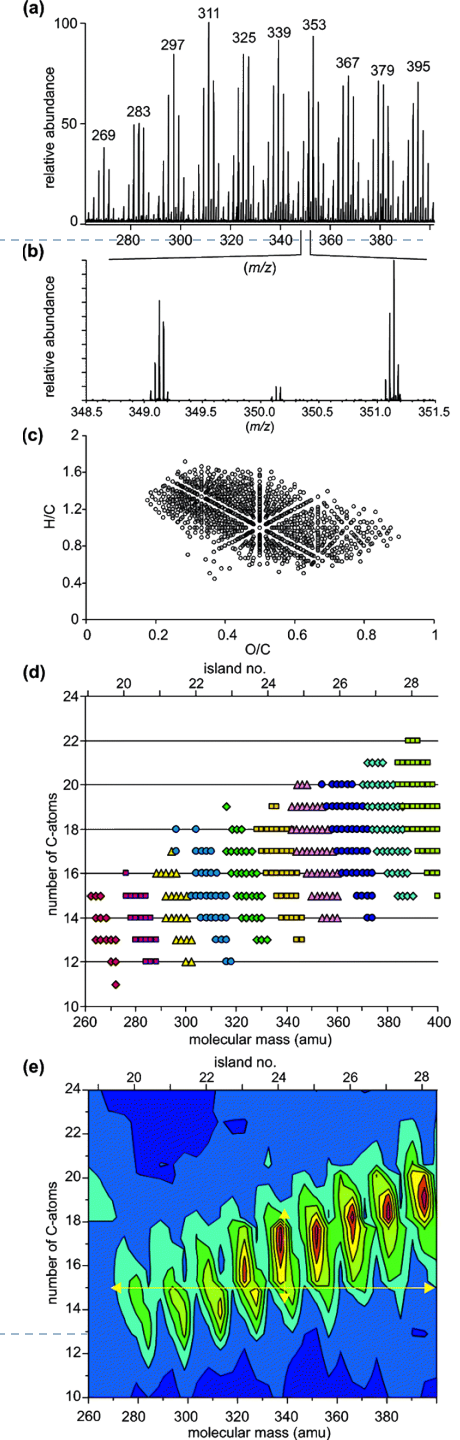 (a)
311
353
297
325
339
367
379
395
283
269
100
50
0
relative abundance
280 300 320 340 360 380
(m/z)
(b)
relative abundance
348.5 349.0 349.5 350.0 350.5 351.0 351.5
(m/z)
(c)
2
1.6
1.2
0.8
0.4
0
H/C
0 0.2 0.4 0.6 0.8 1
O/C
(d)
island no.
20 22 24 26 28
24
22
20
18
16
14
12
10
number of C-atoms
260 280 300 320 340 360 380 400
molecular mass (amu)
(e)
island no.
20 22 24 26 28
24
22
20
18
16
14
12
10
number of C-atoms
260 280 300 320 340 360 380
molecular mass (amu)